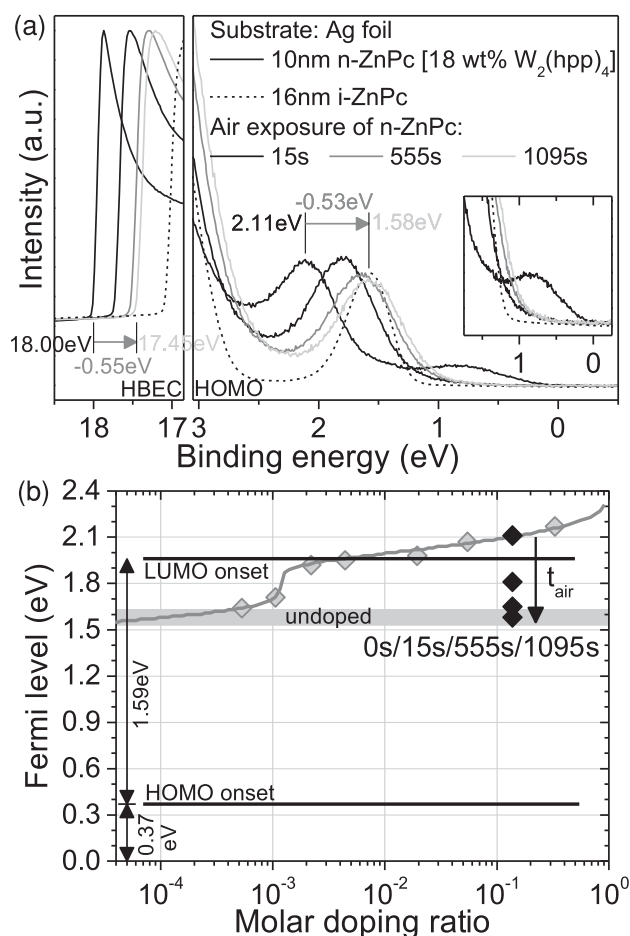 (a)
Substrate: Ag foil
10nm n-ZnPc [18 wt% W2(hpp)4]
16nm i-ZnPc
Air exposure of n-ZnPc:
15s 555s 1095s
Intensity (a.u.)
-0.53eV
2.11eV 1.58eV
1 0
18.00eV 17.45eV
-0.55eV
HBEC HOMO
18 17 3 2 1 0
Binding energy (eV)
(b)
Fermi level (eV)
2.4
2.1
1.8
1.5
1.2
0.9
0.6
0.3
0.0
LUMO onset
tair
undoped
0s/15s/555s/1095s
1.59eV
HOMO onset
0.37
eV
10-4 10-3 10-2 10-1 100
Molar doping ratio